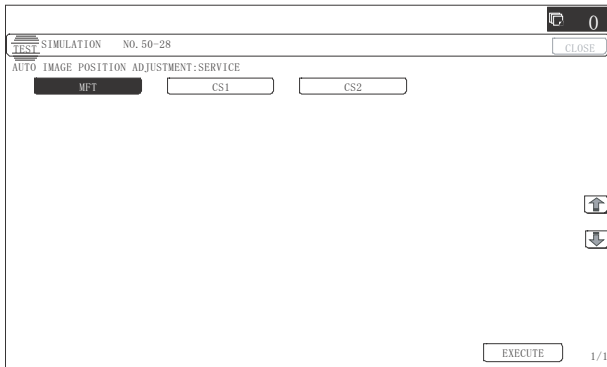 0
TEST SIMULATION NO. 50-28 CLOSE
AUTO IMAGE POSITION ADJUSTMENT:SERVICE
MFT CS1 CS2
EXECUTE 1/1